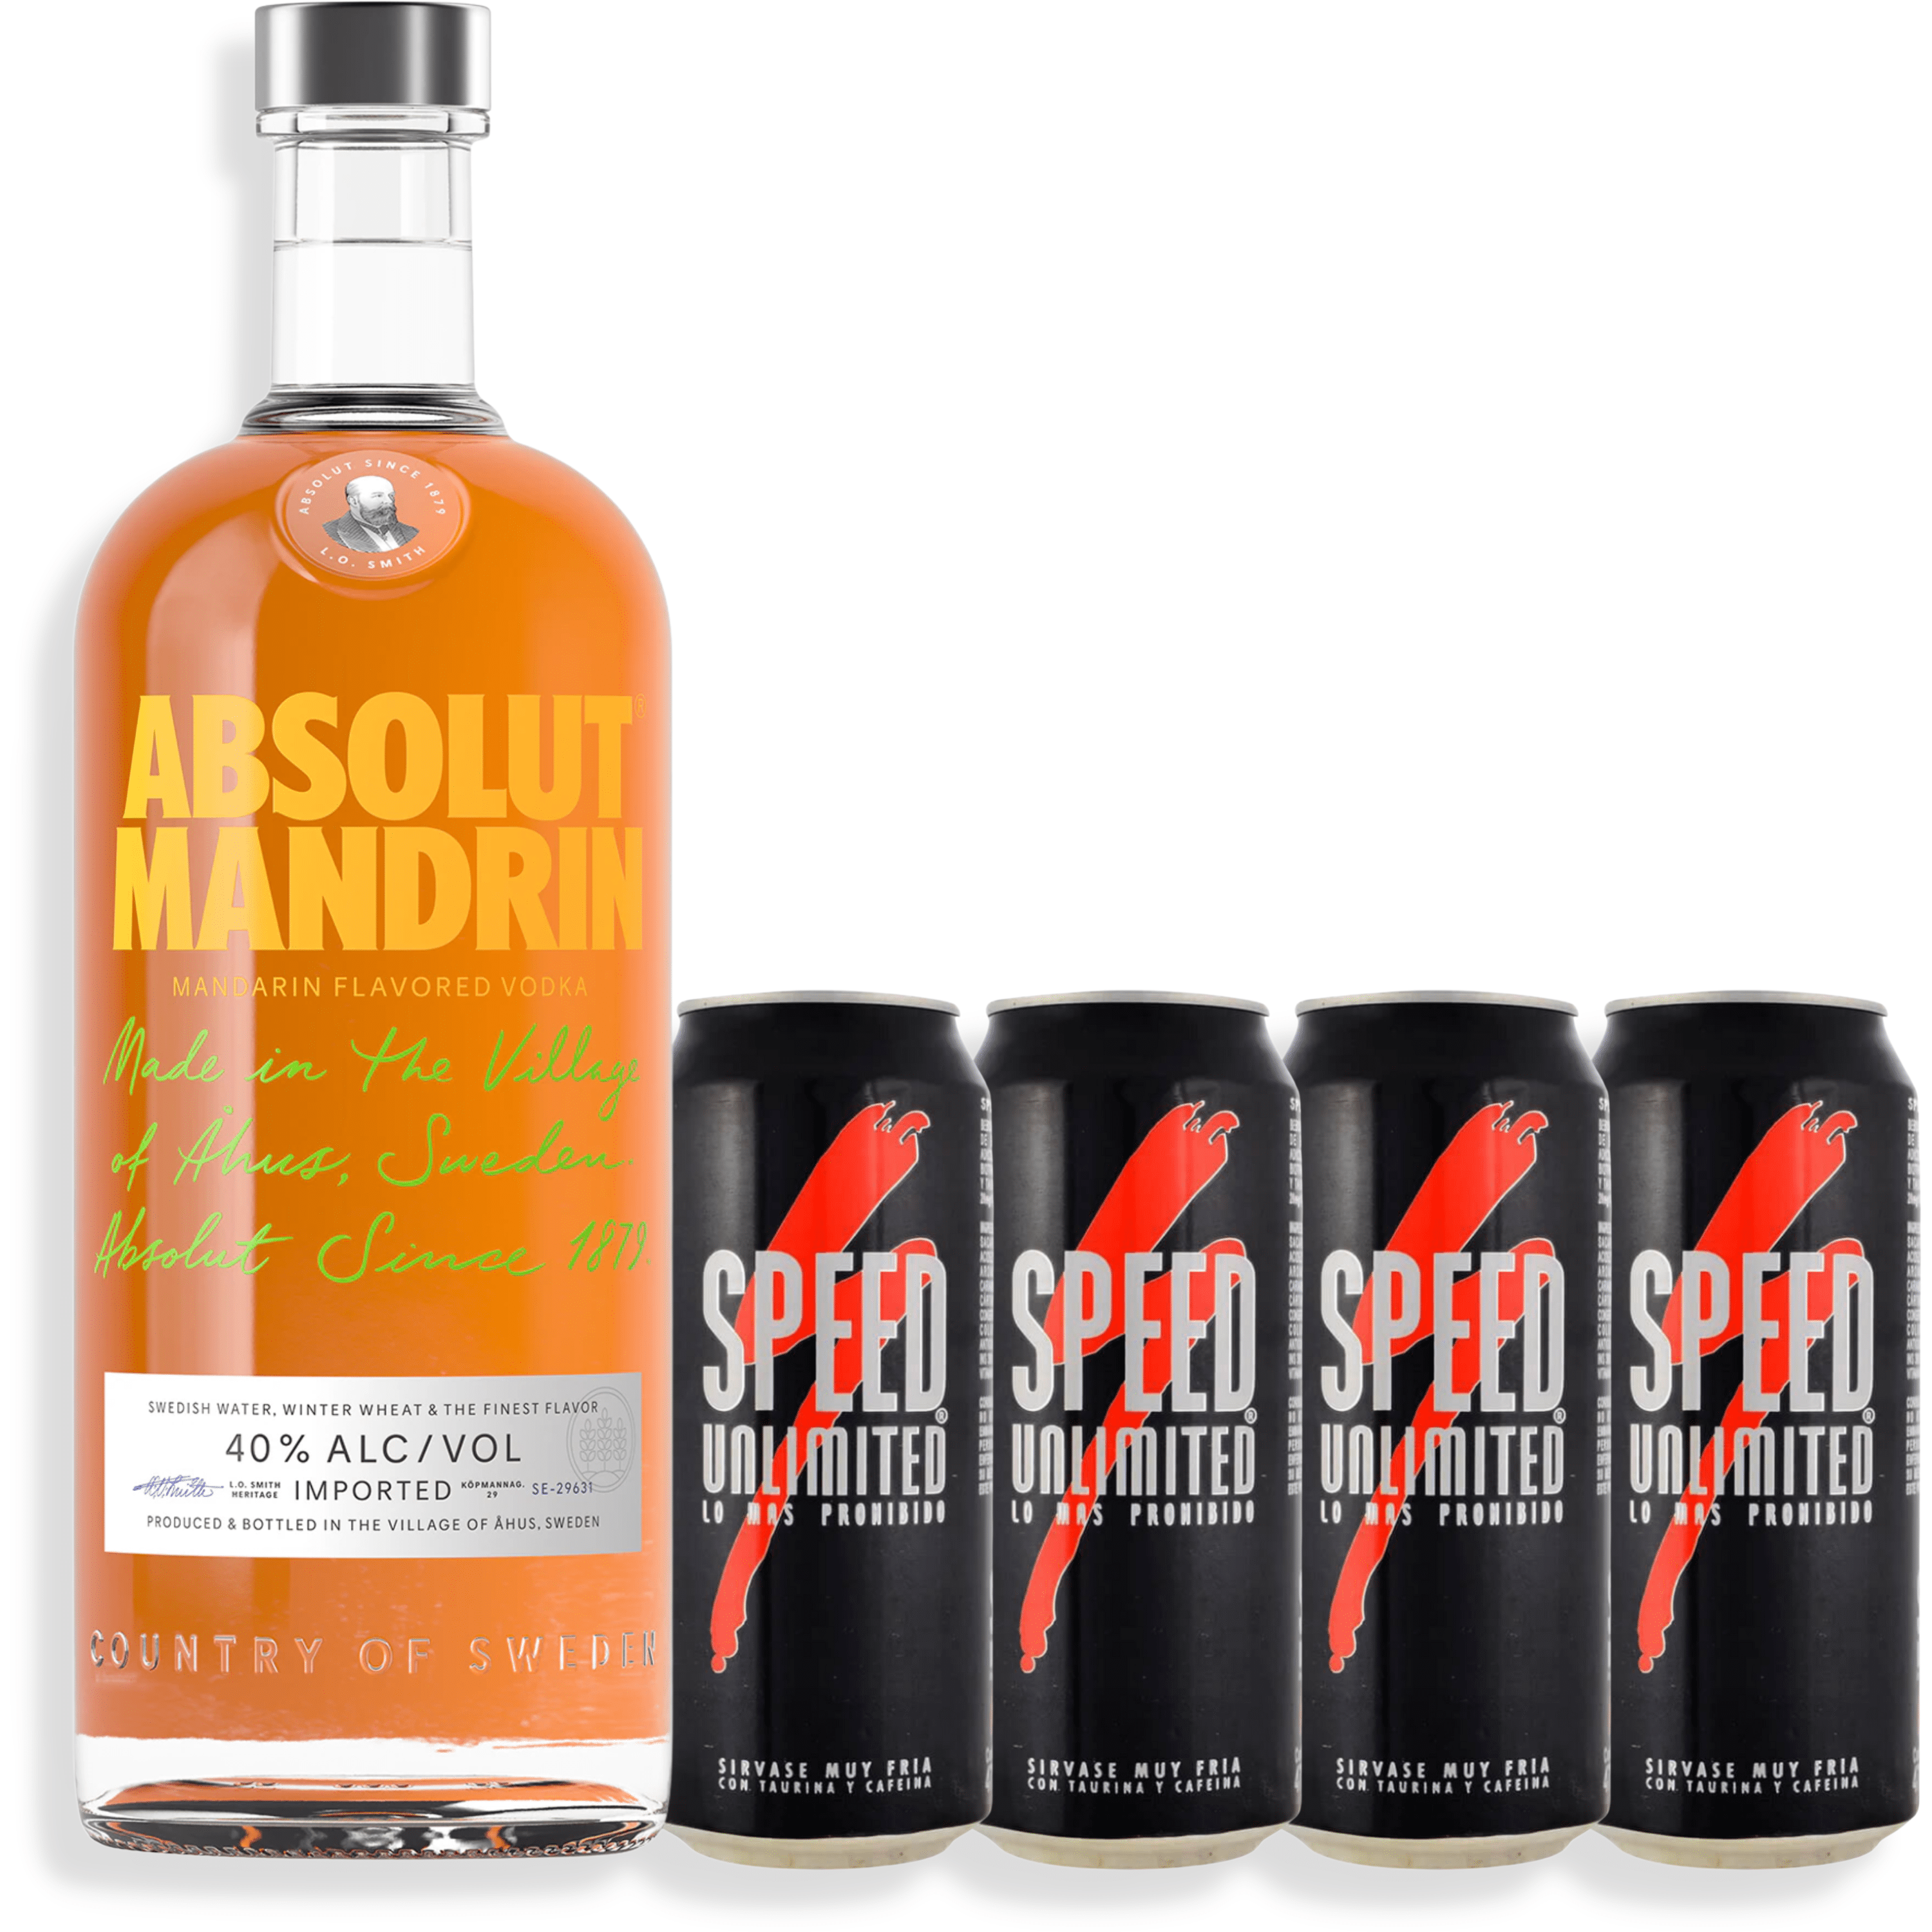 ABSOLUT SINCE 1879
L.O. SMITH
ABSOLUT®
MANDRIN
MANDARIN FLAVORED VODKA
Made in the Village
of Åhus, Sweden.
Absolut Since 1879.
SWEDISH WATER, WINTER WHEAT & THE FINEST FLAVOR
40% ALC/VOL
L.O. SMITH HERITAGE IMPORTED KÖPMANNAG. 29 SE-29631
PRODUCED & BOTTLED IN THE VILLAGE OF ÅHUS, SWEDEN
COUNTRY OF SWEDEN
SPEED®
UNLIMITED
LO MAS PROHIBIDO
SIRVASE MUY FRIA
CON TAURINA Y CAFEINA
SPEED®
UNLIMITED
LO MAS PROHIBIDO
SIRVASE MUY FRIA
CON TAURINA Y CAFEINA
SPEED®
UNLIMITED
LO MAS PROHIBIDO
SIRVASE MUY FRIA
CON TAURINA Y CAFEINA
SPEED®
UNLIMITED
LO MAS PROHIBIDO
SIRVASE MUY FRIA
CON TAURINA Y CAFEINA